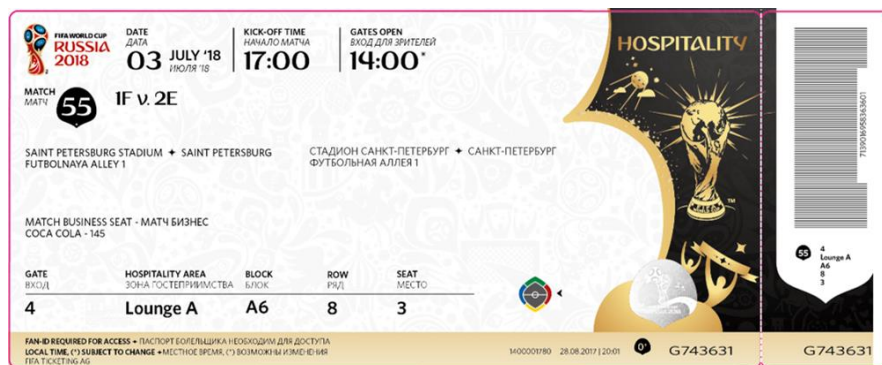 FIFA WORLD CUP
RUSSIA
2018
DATE
ДАТА
03 JULY '18
ИЮЛЯ '18
KICK-OFF TIME
НАЧАЛО МАТЧА
17:00
GATES OPEN
ВХОД ДЛЯ ЗРИТЕЛЕЙ
14:00*
HOSPITALITY
MATCH
МАТЧ
55
1F v. 2E
SAINT PETERSBURG STADIUM ✦ SAINT PETERSBURG
FUTBOLNAYA ALLEY 1
СТАДИОН САНКТ-ПЕТЕРБУРГ ✦ САНКТ-ПЕТЕРБУРГ
ФУТБОЛЬНАЯ АЛЛЕЯ 1
MATCH BUSINESS SEAT - МАТЧ БИЗНЕС
COCA COLA - 145
GATE
ВХОД
4
HOSPITALITY AREA
ЗОНА ГОСТЕПРИИМСТВА
Lounge A
BLOCK
БЛОК
A6
ROW
РЯД
8
SEAT
МЕСТО
3
TM
FAN-ID REQUIRED FOR ACCESS ✦ ПАСПОРТ БОЛЕЛЬЩИКА НЕОБХОДИМ ДЛЯ ДОСТУПА
LOCAL TIME, (*) SUBJECT TO CHANGE ✦ МЕСТНОЕ ВРЕМЯ, (*) ВОЗМОЖНЫ ИЗМЕНЕНИЯ
FIFA TICKETING AG
1400001780 28.08.2017 | 20:01
0'
G743631
7139016958363601
55
4
Lounge A
A6
8
3
G743631